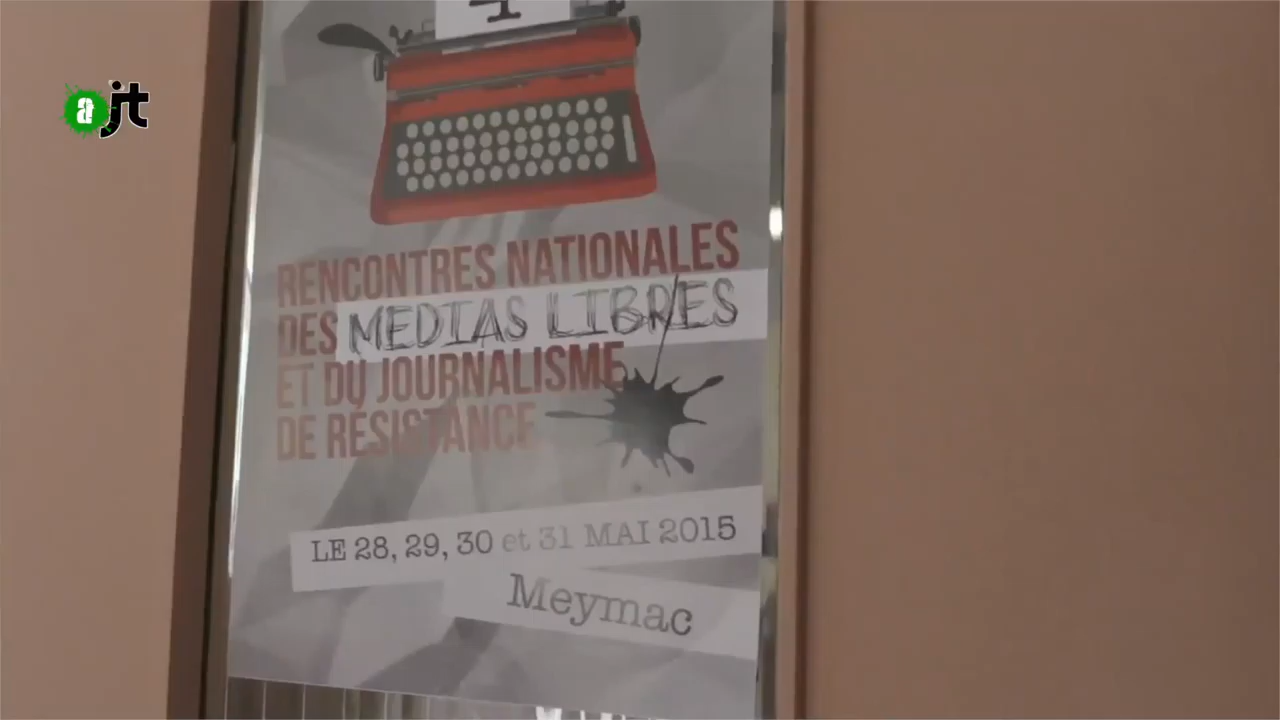 ajt
RENCONTRES NATIONALES
DES MEDIAS LIBRES
ET DU JOURNALISME
DE RÉSISTANCE
LE 28, 29, 30 et 31 MAI 2015
Meymac